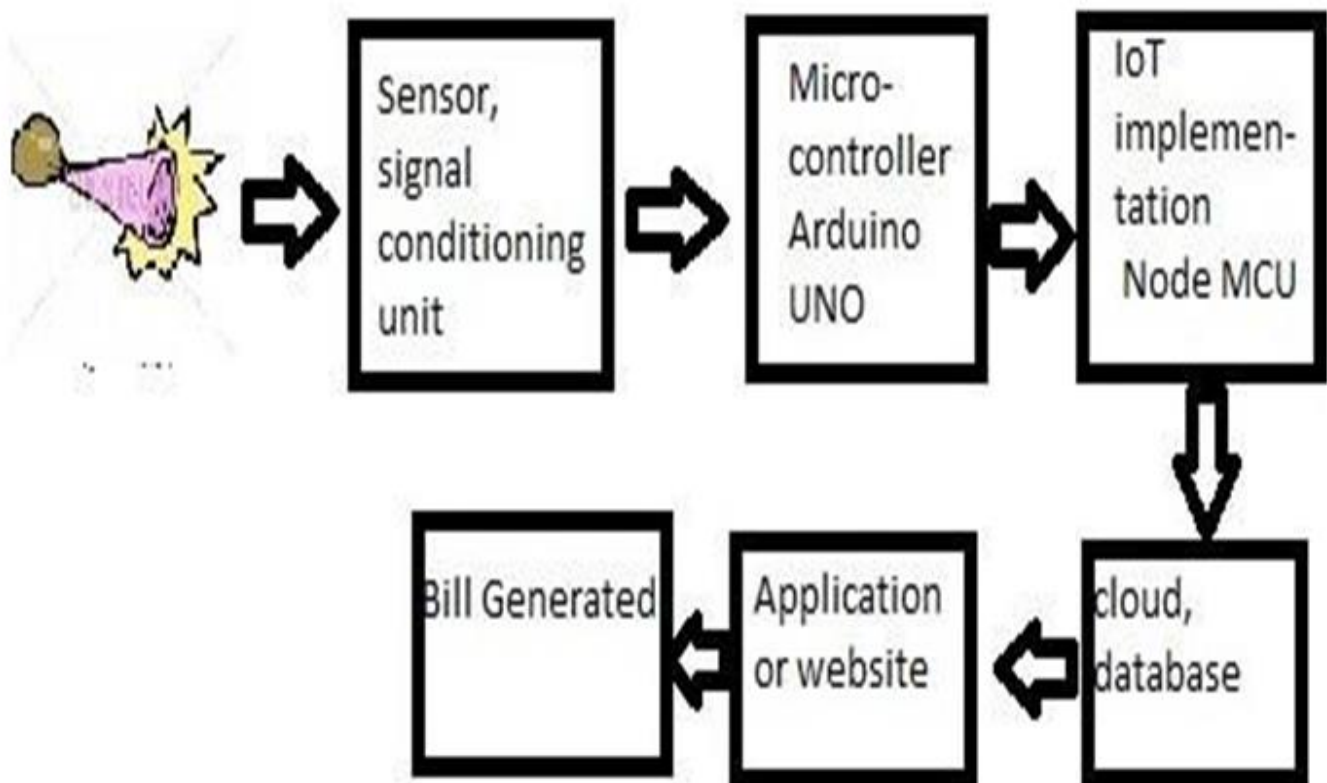 Sensor,
signal
conditioning
unit
Micro-
controller
Arduino
UNO
IoT
implemen-
tation
Node MCU
cloud,
database
Application
or website
Bill Generated